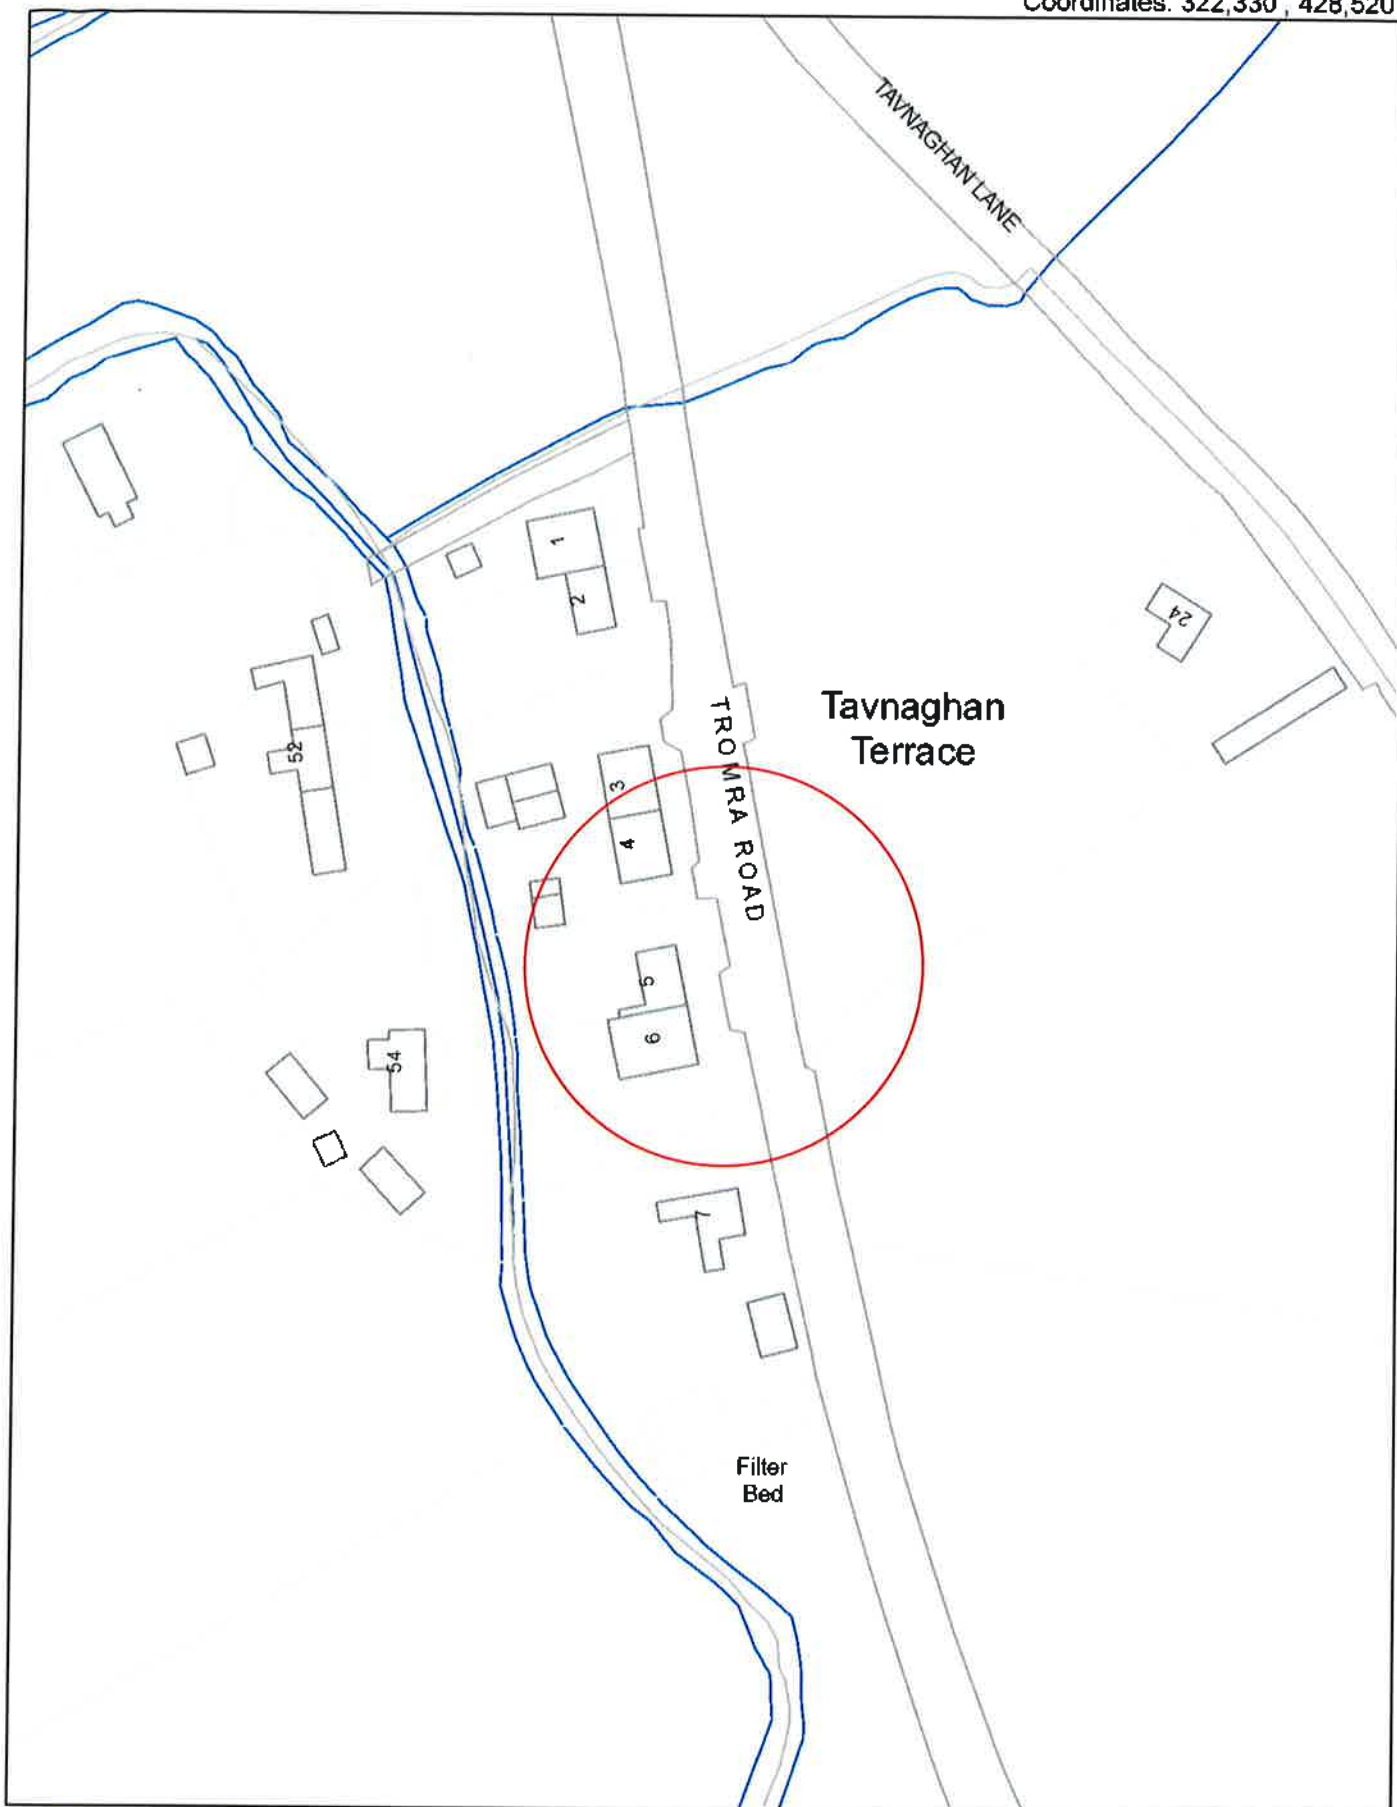 Coordinates: 322,330 , 428,520
TAVNAGHAN LANE
1
2
24
Tavnaghan
Terrace
TROMRA ROAD
52
3
4
5
6
54
7
Filter
Bed